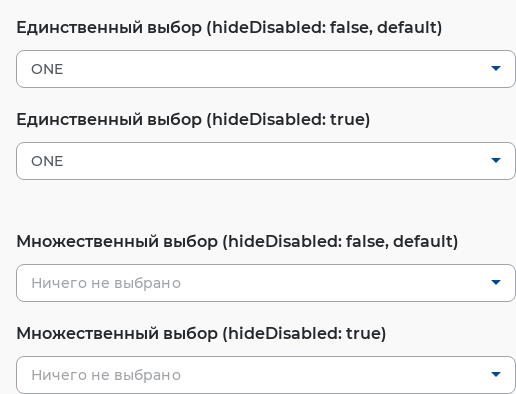 Единственный выбор (hideDisabled: false, default)
ONE
Единственный выбор (hideDisabled: true)
ONE
Множественный выбор (hideDisabled: false, default)
Ничего не выбрано
Множественный выбор (hideDisabled: true)
Ничего не выбрано